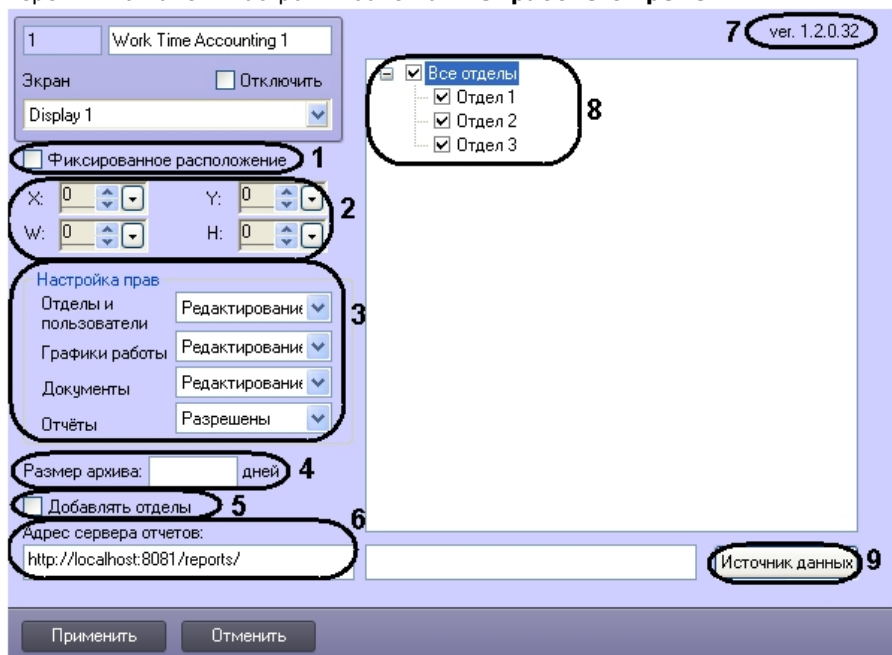 1
Work Time Accounting 1
Экран
Отключить
Display 1
1
Фиксированное расположение
X: 0
Y: 0
2
W: 0
H: 0
3
Настройка прав
Отделы и
пользователи
Редактировани
Графики работы
Редактировани
Документы
Редактировани
Отчёты
Разрешены
Размер архива:
дней
4
Добавлять отделы
5
6
Адрес сервера отчетов:
http://localhost:8081/reports/
7
ver. 1.2.0.32
Все отделы
Отдел 1
Отдел 2
Отдел 3
8
Источник данных
9
Применить
Отменить